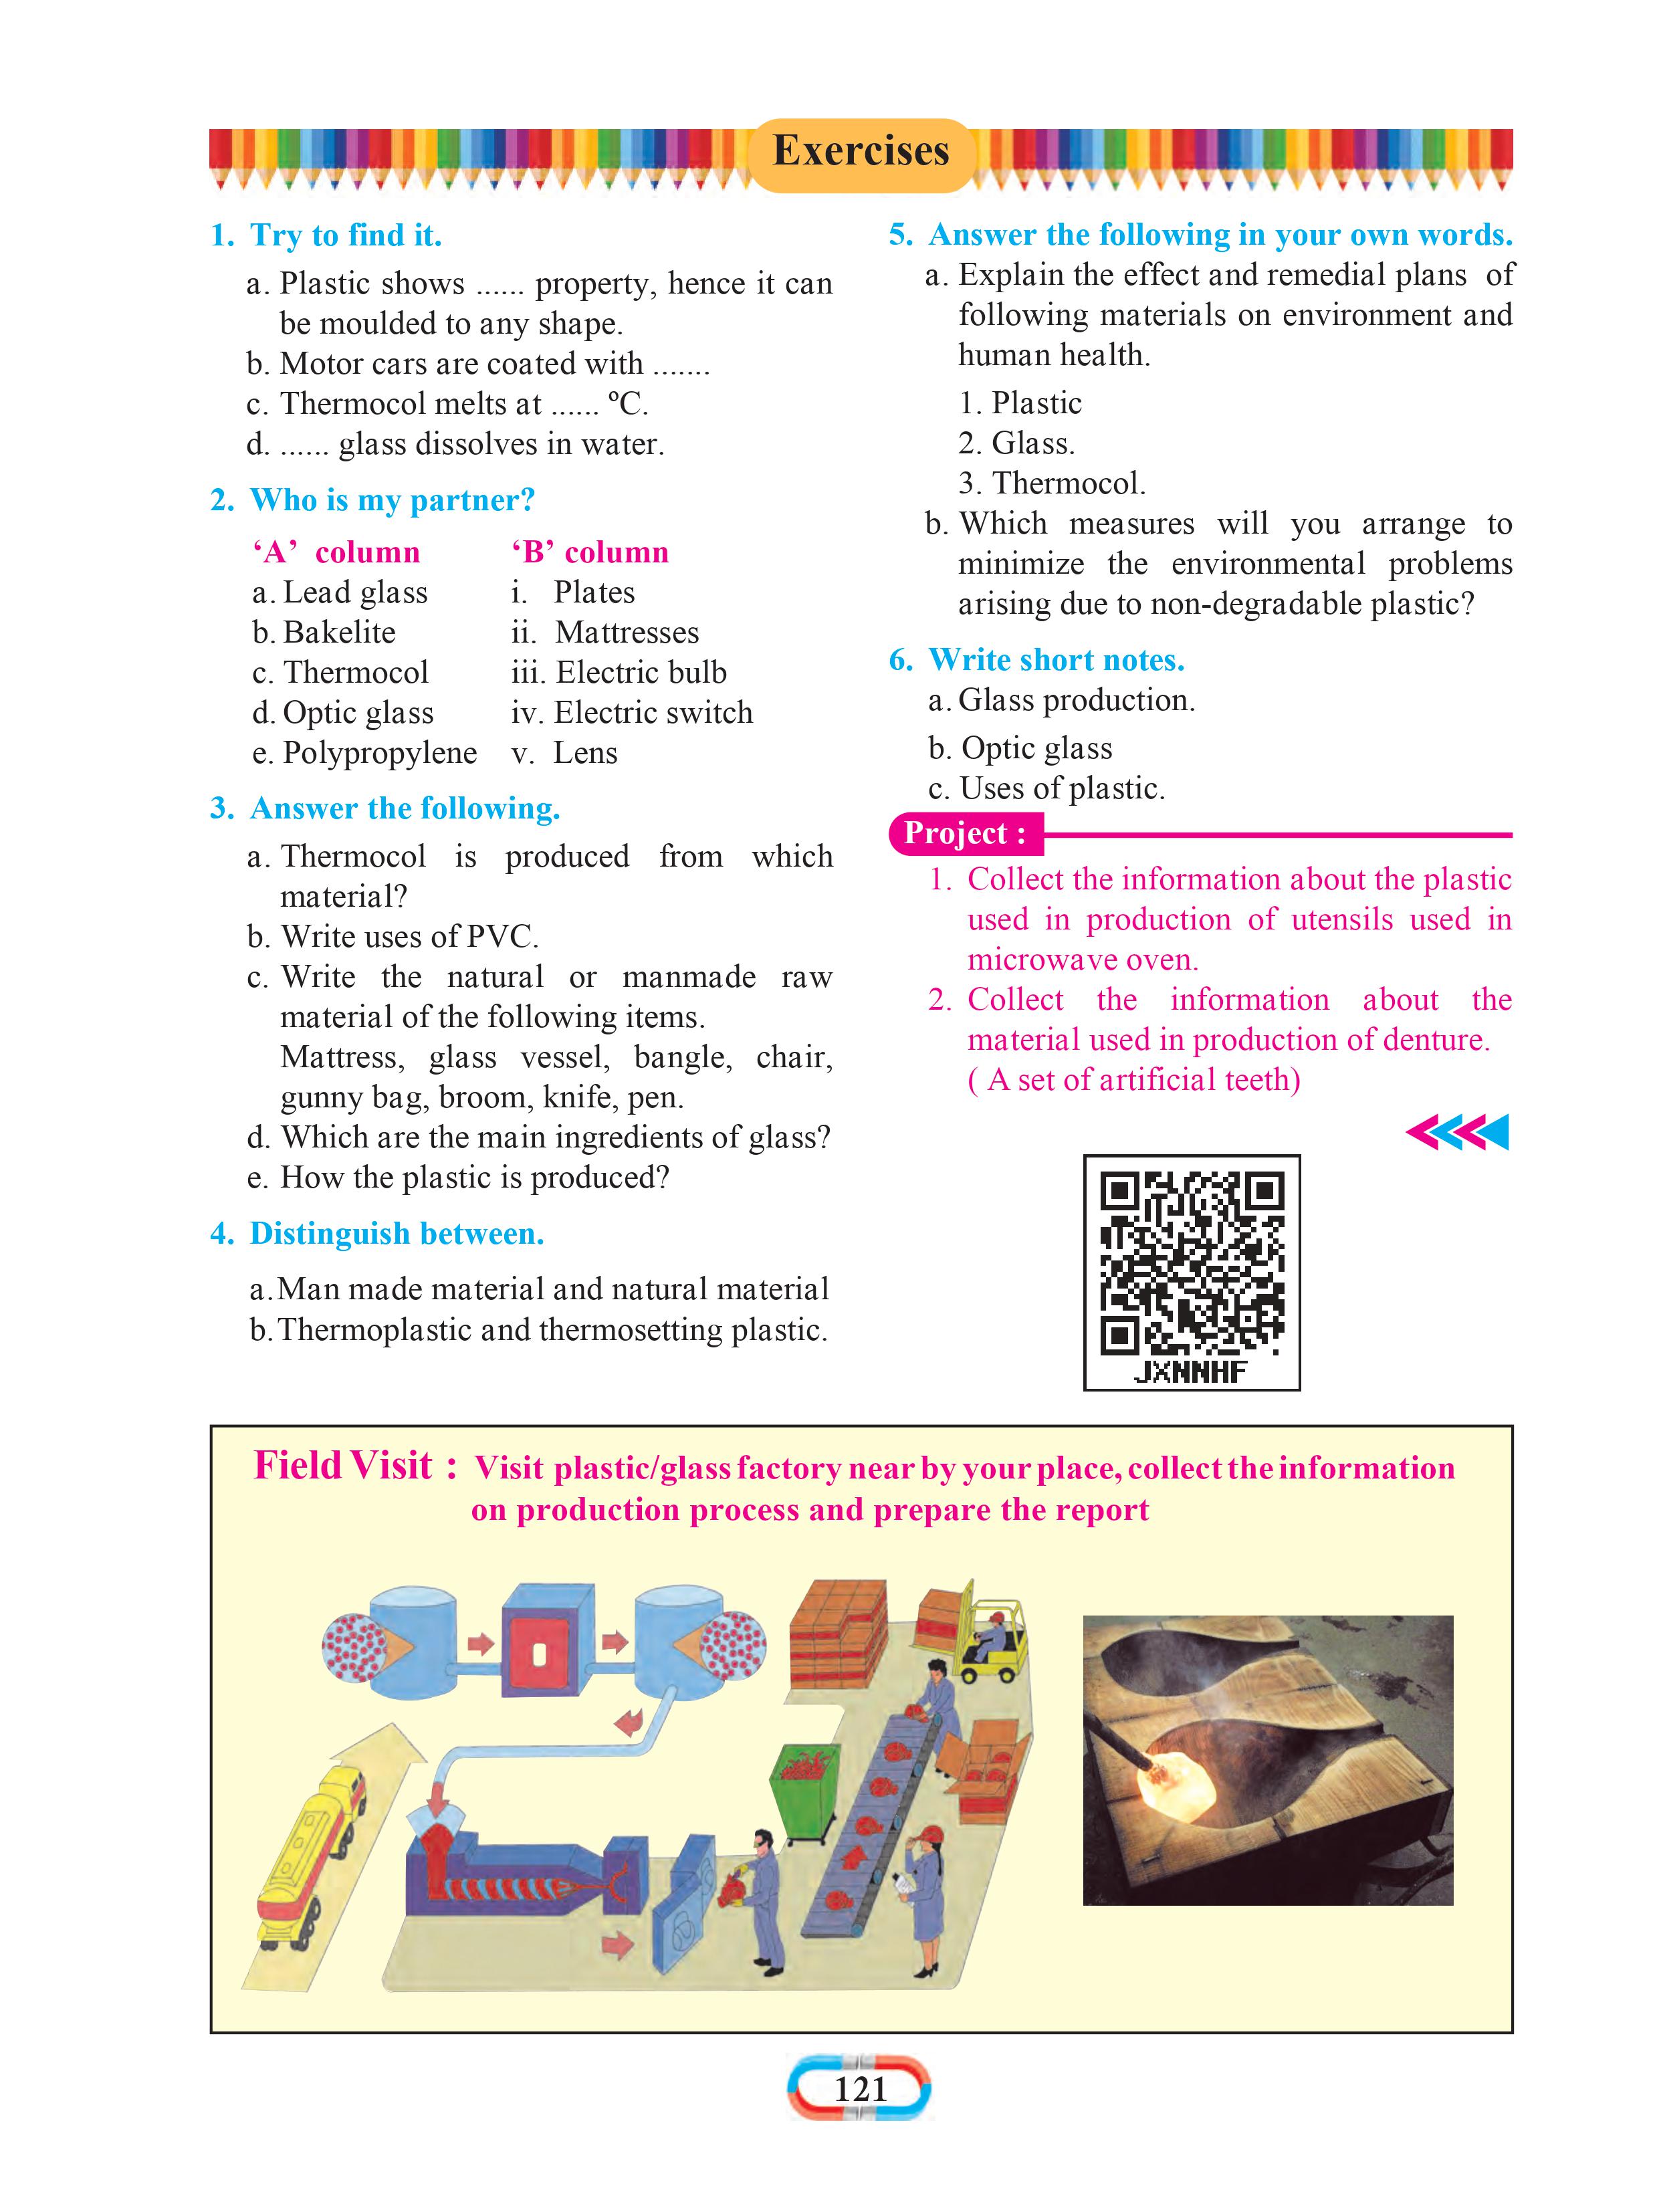 Exercises
1. Try to find it.
a. Plastic shows ...... property, hence it can
be moulded to any shape.
b. Motor cars are coated with .......
c. Thermocol melts at ...... ºC.
d. ...... glass dissolves in water.
2. Who is my partner?
‘A’ column ‘B’ column
a. Lead glass i. Plates
b. Bakelite ii. Mattresses
c. Thermocol iii. Electric bulb
d. Optic glass iv. Electric switch
e. Polypropylene v. Lens
3. Answer the following.
a. Thermocol is produced from which
material?
b. Write uses of PVC.
c. Write the natural or manmade raw
material of the following items.
Mattress, glass vessel, bangle, chair,
gunny bag, broom, knife, pen.
d. Which are the main ingredients of glass?
e. How the plastic is produced?
4. Distinguish between.
a. Man made material and natural material
b. Thermoplastic and thermosetting plastic.
5. Answer the following in your own words.
a. Explain the effect and remedial plans of
following materials on environment and
human health.
1. Plastic
2. Glass.
3. Thermocol.
b. Which measures will you arrange to
minimize the environmental problems
arising due to non-degradable plastic?
6. Write short notes.
a. Glass production.
b. Optic glass
c. Uses of plastic.
Project :
1. Collect the information about the plastic
used in production of utensils used in
microwave oven.
2. Collect the information about the
material used in production of denture.
( A set of artificial teeth)
JXNNHF
Field Visit : Visit plastic/glass factory near by your place, collect the information
on production process and prepare the report
121